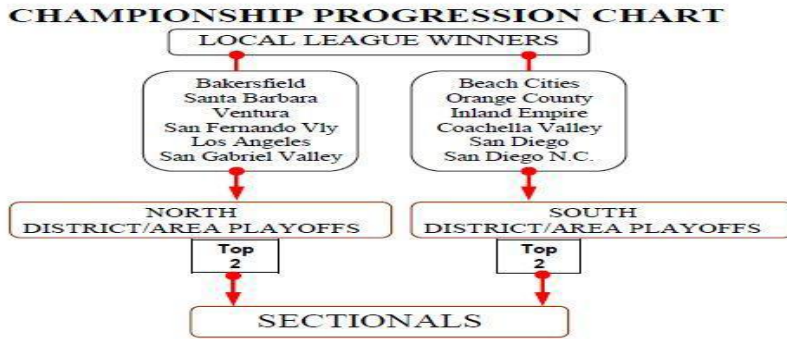 CHAMPIONSHIP PROGRESSION CHART
LOCAL LEAGUE WINNERS
Bakersfield
Santa Barbara
Ventura
San Fernando Vly
Los Angeles
San Gabriel Valley
Beach Cities
Orange County
Inland Empire
Coachella Valley
San Diego
San Diego N.C.
NORTH
DISTRICT/AREA PLAYOFFS
Top
2
SOUTH
DISTRICT/AREA PLAYOFFS
Top
2
SECTIONALS